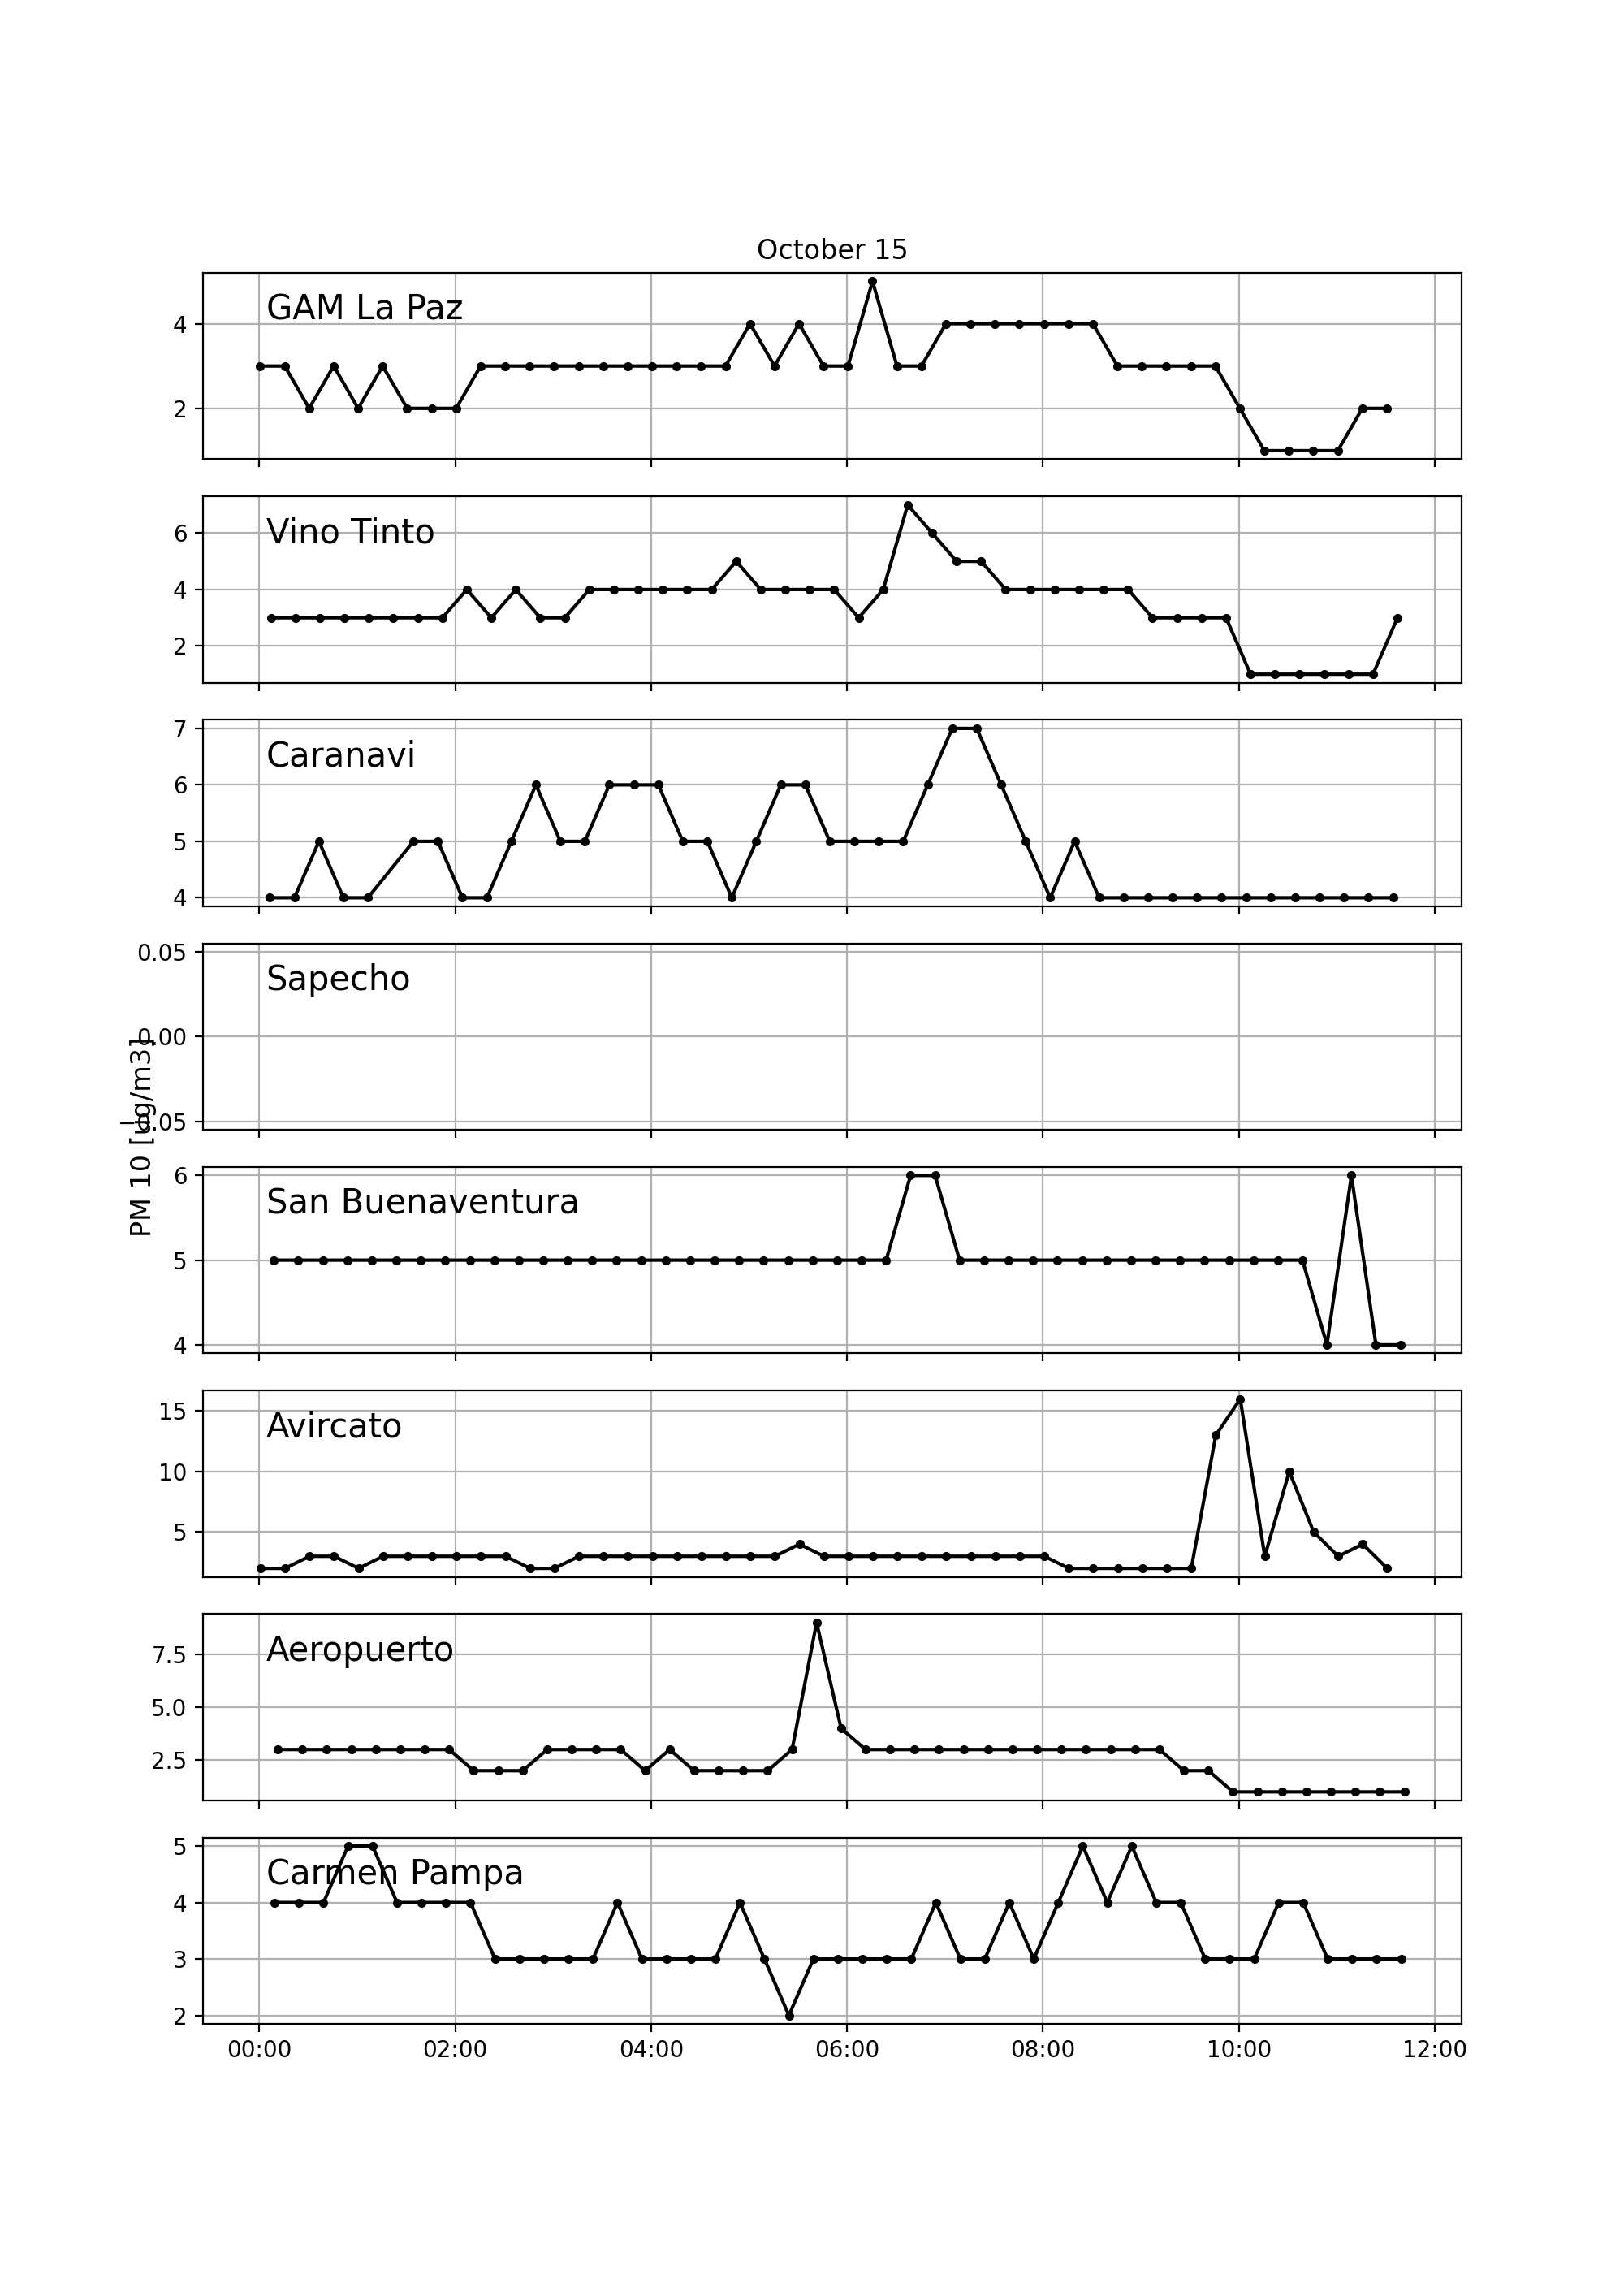 October 15
GAM La Paz
4
2
Vino Tinto
6
4
2
Caranavi
7
6
5
4
Sapecho
0.05
0.00
−0.05
PM 10 [ug/m3]
San Buenaventura
6
5
4
Avircato
15
10
5
Aeropuerto
7.5
5.0
2.5
Carmen Pampa
5
4
3
2
00:00 02:00 04:00 06:00 08:00 10:00 12:00